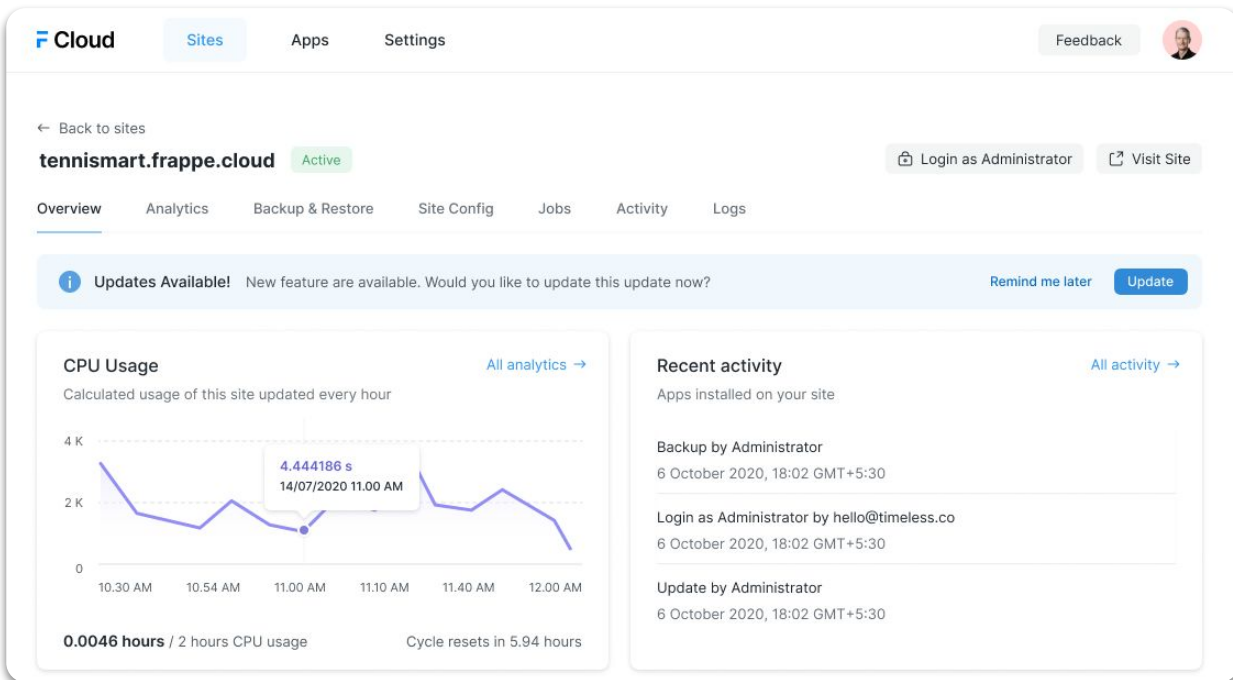 F Cloud
Sites
Apps
Settings
Feedback
← Back to sites
tennismart.frappe.cloud
Active
Login as Administrator
Visit Site
Overview
Analytics
Backup & Restore
Site Config
Jobs
Activity
Logs
Updates Available! New feature are available. Would you like to update this update now?
Remind me later
Update
CPU Usage
All analytics →
Calculated usage of this site updated every hour
4 K
2 K
0
4.444186 s
14/07/2020 11.00 AM
10.30 AM
10.54 AM
11.00 AM
11.10 AM
11.40 AM
12.00 AM
0.0046 hours / 2 hours CPU usage
Cycle resets in 5.94 hours
Recent activity
All activity →
Apps installed on your site
Backup by Administrator
6 October 2020, 18:02 GMT+5:30
Login as Administrator by hello@timeless.co
6 October 2020, 18:02 GMT+5:30
Update by Administrator
6 October 2020, 18:02 GMT+5:30